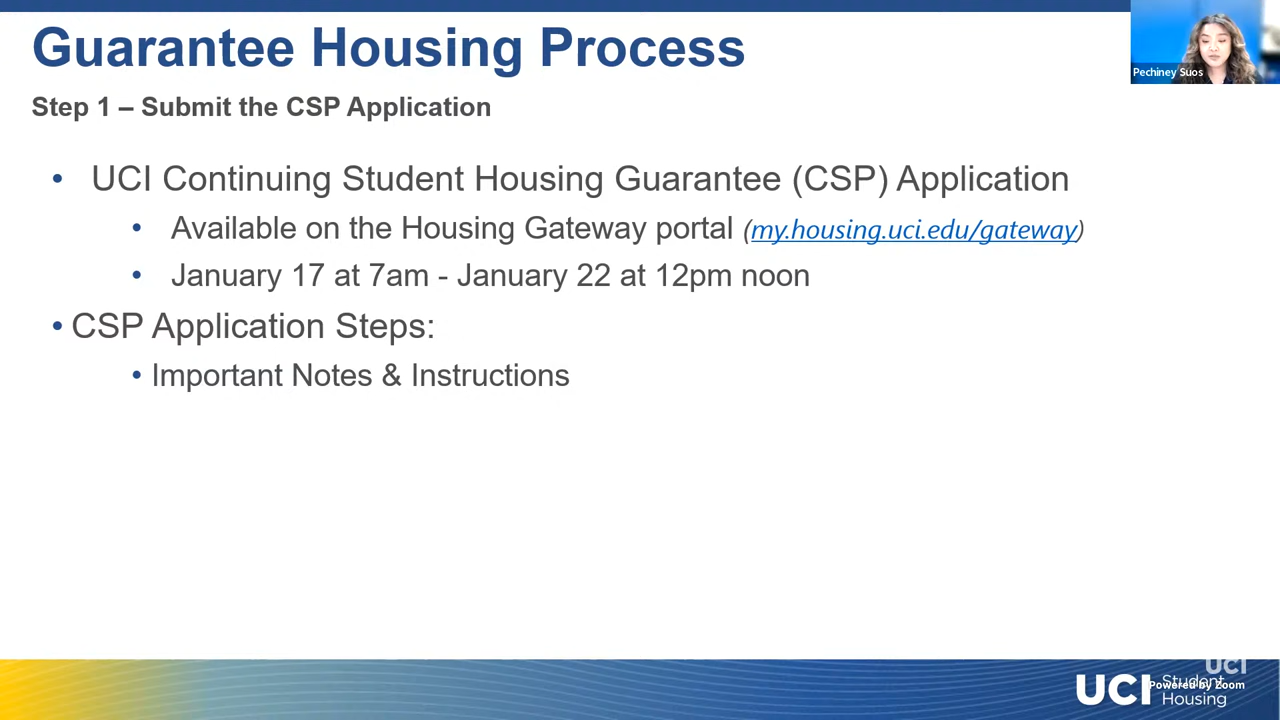 Guarantee Housing Process
Pechiney Suos
Step 1 – Submit the CSP Application
• UCI Continuing Student Housing Guarantee (CSP) Application
• Available on the Housing Gateway portal (my.housing.uci.edu/gateway)
• January 17 at 7am - January 22 at 12pm noon
• CSP Application Steps:
• Important Notes & Instructions
UCI
UCI Student Housing
Powered by Zoom